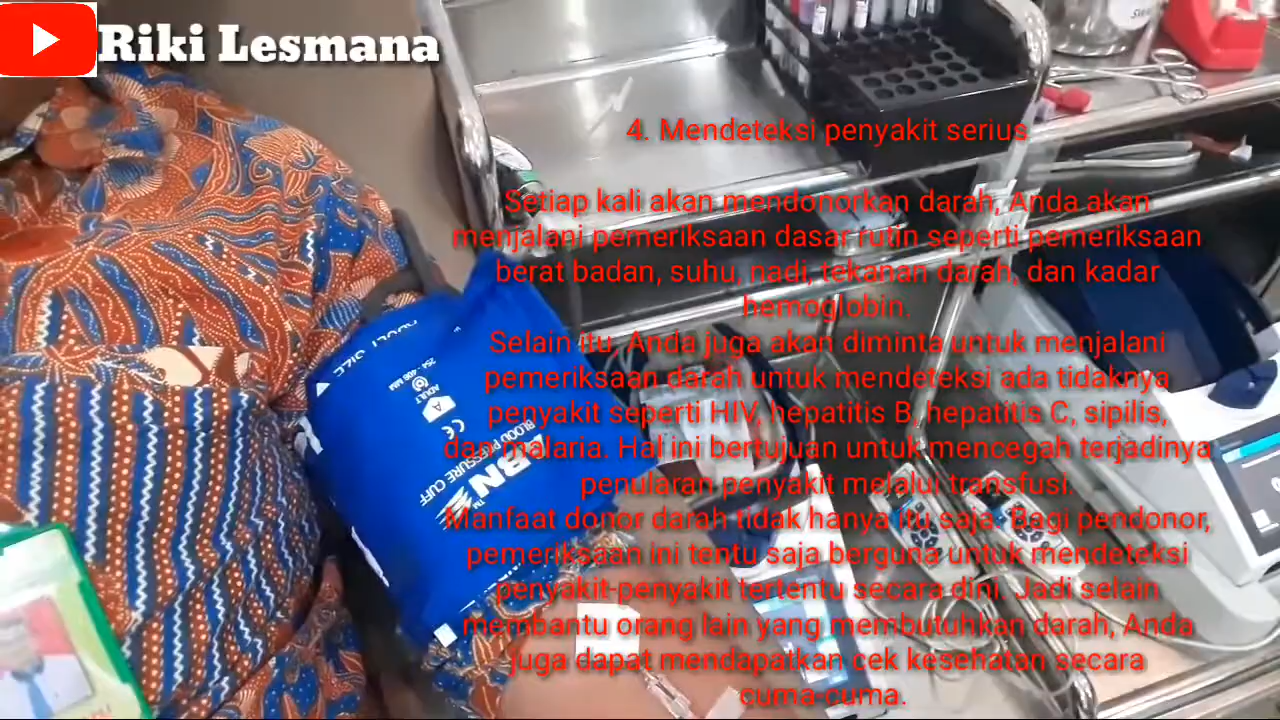 Riki Lesmana
4. Mendeteksi penyakit serius
Setiap kali akan mendonorkan darah, Anda akan
menjalani pemeriksaan dasar rutin seperti pemeriksaan
berat badan, suhu, nadi, tekanan darah, dan kadar
hemoglobin.
Selain itu, Anda juga akan diminta untuk menjalani
pemeriksaan darah untuk mendeteksi ada tidaknya
penyakit seperti HIV, hepatitis B, hepatitis C, sipilis,
dan malaria. Hal ini bertujuan untuk mencegah terjadinya
penularan penyakit melalui transfusi.
Manfaat donor darah tidak hanya itu saja. Bagi pendonor,
pemeriksaan ini tentu saja berguna untuk mendeteksi
penyakit-penyakit tertentu secara dini. Jadi selain
membantu orang lain yang membutuhkan darah, Anda
juga dapat mendapatkan cek kesehatan secara
cuma-cuma.
ADULT SIZE
254 - 406 MM
ADULT
A
CE
ABN™
BLOOD PRESSURE CUFF